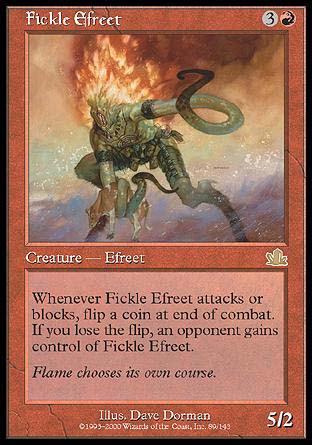 Fickle Efreet 3
Creature — Efreet
Whenever Fickle Efreet attacks or
blocks, flip a coin at end of combat.
If you lose the flip, an opponent gains
control of Fickle Efreet.
Flame chooses its own course.
5/2
Illus. Dave Dorman
©1993-2000 Wizards of the Coast, Inc. 89/143